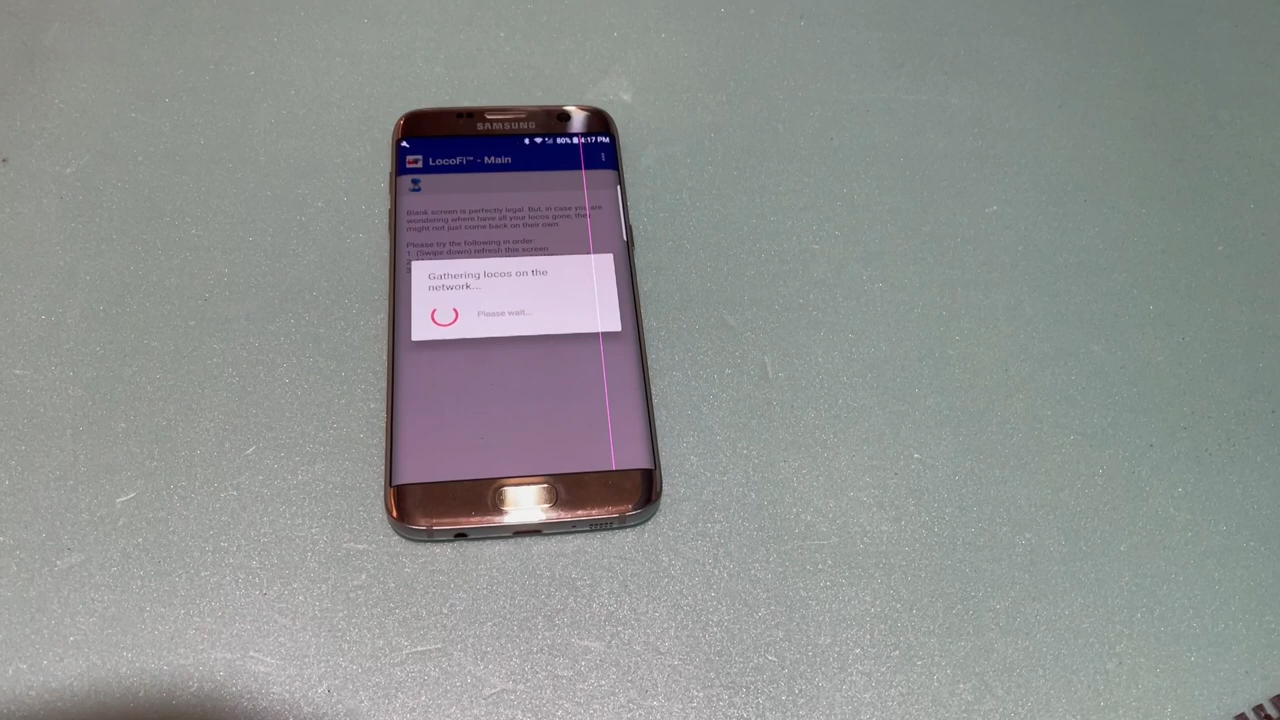 SAMSUNG
80% 4:17 PM
LocoFi™ - Main
Blank screen is perfectly legal. But, in case you are
wondering where have all your locos gone, they
might not just come back on their own.
Please try the following in order:
1. (Swipe down) refresh this screen
Gathering locos on the
network...
Please wait...